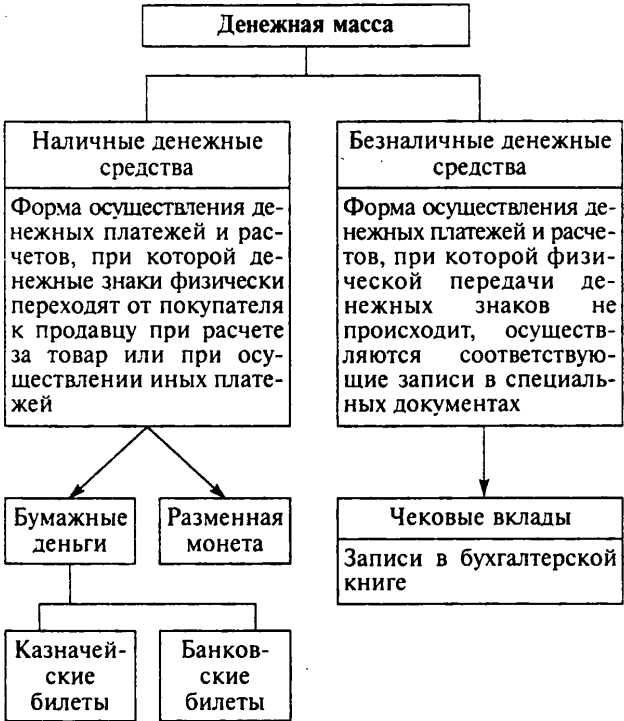 Денежная масса
Наличные денежные
средства
Форма осуществления де-
нежных платежей и рас-
четов, при которой де-
нежные знаки физически
переходят от покупателя
к продавцу при расчете
за товар или при осу-
ществлении иных плате-
жей
Безналичные денежные
средства
Форма осуществления де-
нежных платежей и расче-
тов, при которой физи-
ческой передачи де-
нежных знаков не
происходит, осуществ-
ляются соответствую-
щие записи в специаль-
ных документах
Бумажные
деньги
Разменная
монета
Чековые вклады
Записи в бухгалтерской
книге
Казначей-
ские
билеты
Банков-
ские
билеты